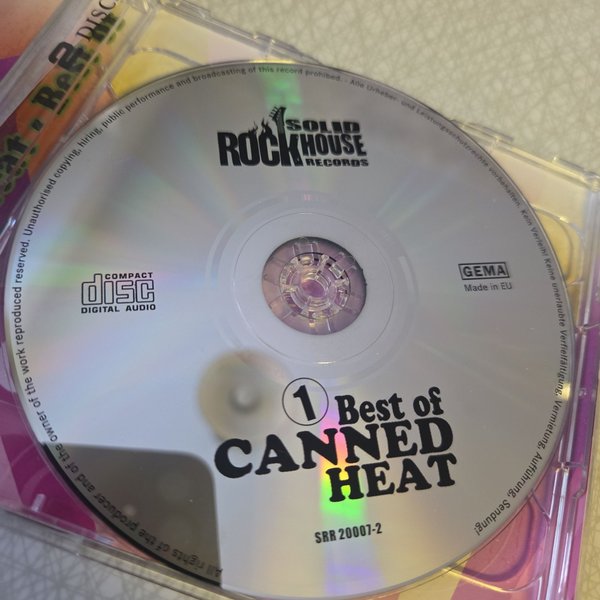 2 DISC
Best
SOLID
ROCKHOUSE
RECORDS
COMPACT
disc
DIGITAL AUDIO
GEMA
Made in EU
1 Best of
CANNED
HEAT
SRR 20007-2
All rights of the producer and of the owner of the work reproduced reserved. Unauthorised copying, hiring, public performance and broadcasting of this record prohibited. - Alle Urheber- und Leistungsschutzrechte vorbehalten. Kein Verleih! Keine unerlaubte Vervielfältigung, Vermietung, Aufführung, Sendung!